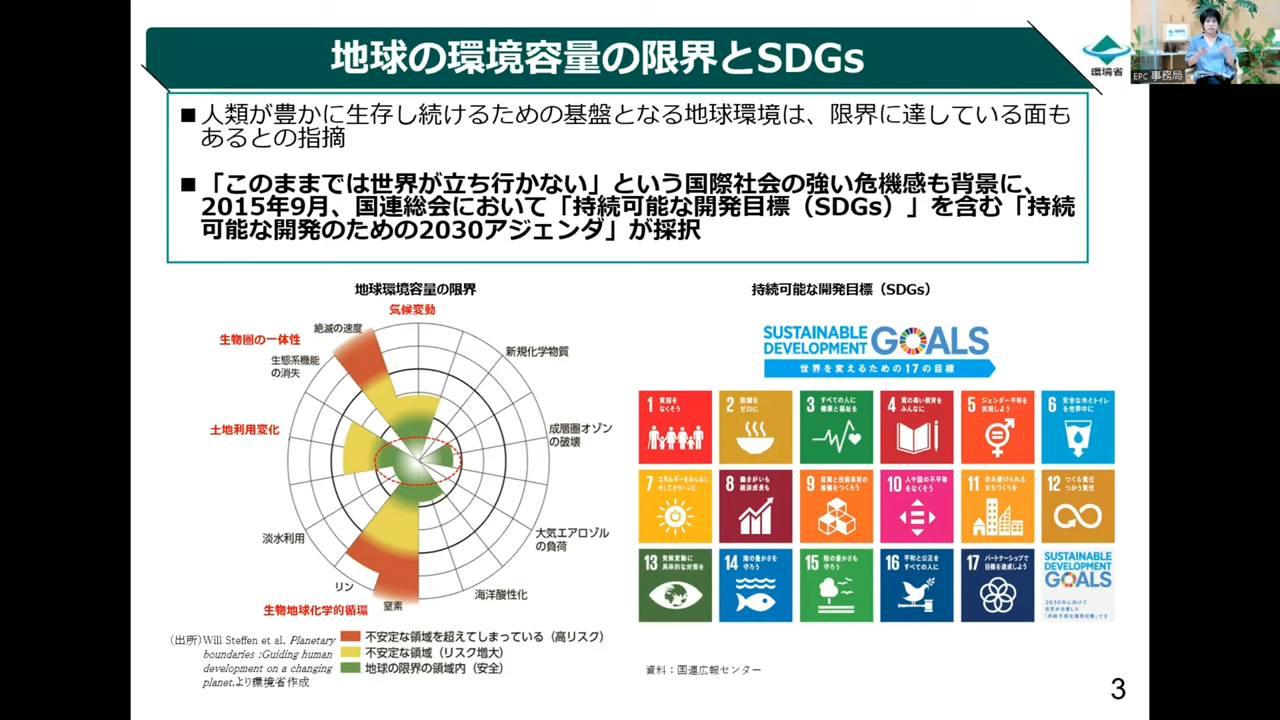 地球の環境容量の限界とSDGs
環境省
EPC 事務局
■ 人類が豊かに生存し続けるための基盤となる地球環境は、限界に達している面も
あるとの指摘
■ 「このままでは世界が立ち行かない」という国際社会の強い危機感も背景に、
2015年9月、国連総会において「持続可能な開発目標（SDGs）」を含む「持続
可能な開発のための2030アジェンダ」が採択
地球環境容量の限界
気候変動
絶滅の速度
生物圏の一体性
生態系機能
の消失
新規化学物質
土地利用変化
成層圏オゾン
の破壊
淡水利用
大気エアロゾル
の負荷
リン
海洋酸性化
生物地球化学的循環
窒素
（出所）Will Steffen et al. Planetary
boundaries :Guiding human
development on a changing
planet.より環境省作成
不安定な領域を超えてしまっている（高リスク）
不安定な領域（リスク増大）
地球の限界の領域内（安全）
持続可能な開発目標（SDGs）
SUSTAINABLE
DEVELOPMENT
GOALS
世界を変えるための17の目標
1 貧困を
なくそう
2 飢餓を
ゼロに
3 すべての人に
健康と福祉を
4 質の高い教育を
みんなに
5 ジェンダー平等を
実現しよう
6 安全な水とトイレ
を世界中に
7 エネルギーをみんなに
そしてクリーンに
8 働きがいも
経済成長も
9 産業と技術革新の
基盤をつくろう
10 人や国の不平等
をなくそう
11 住み続けられる
まちづくりを
12 つくる責任
つかう責任
13 気候変動に
具体的な対策を
14 海の豊かさを
守ろう
15 陸の豊かさも
守ろう
16 平和と公正を
すべての人に
17 パートナーシップで
目標を達成しよう
SUSTAINABLE
DEVELOPMENT
GOALS
2030年に向けて
世界が合意した
「持続可能な開発目標」です
資料：国連広報センター
3